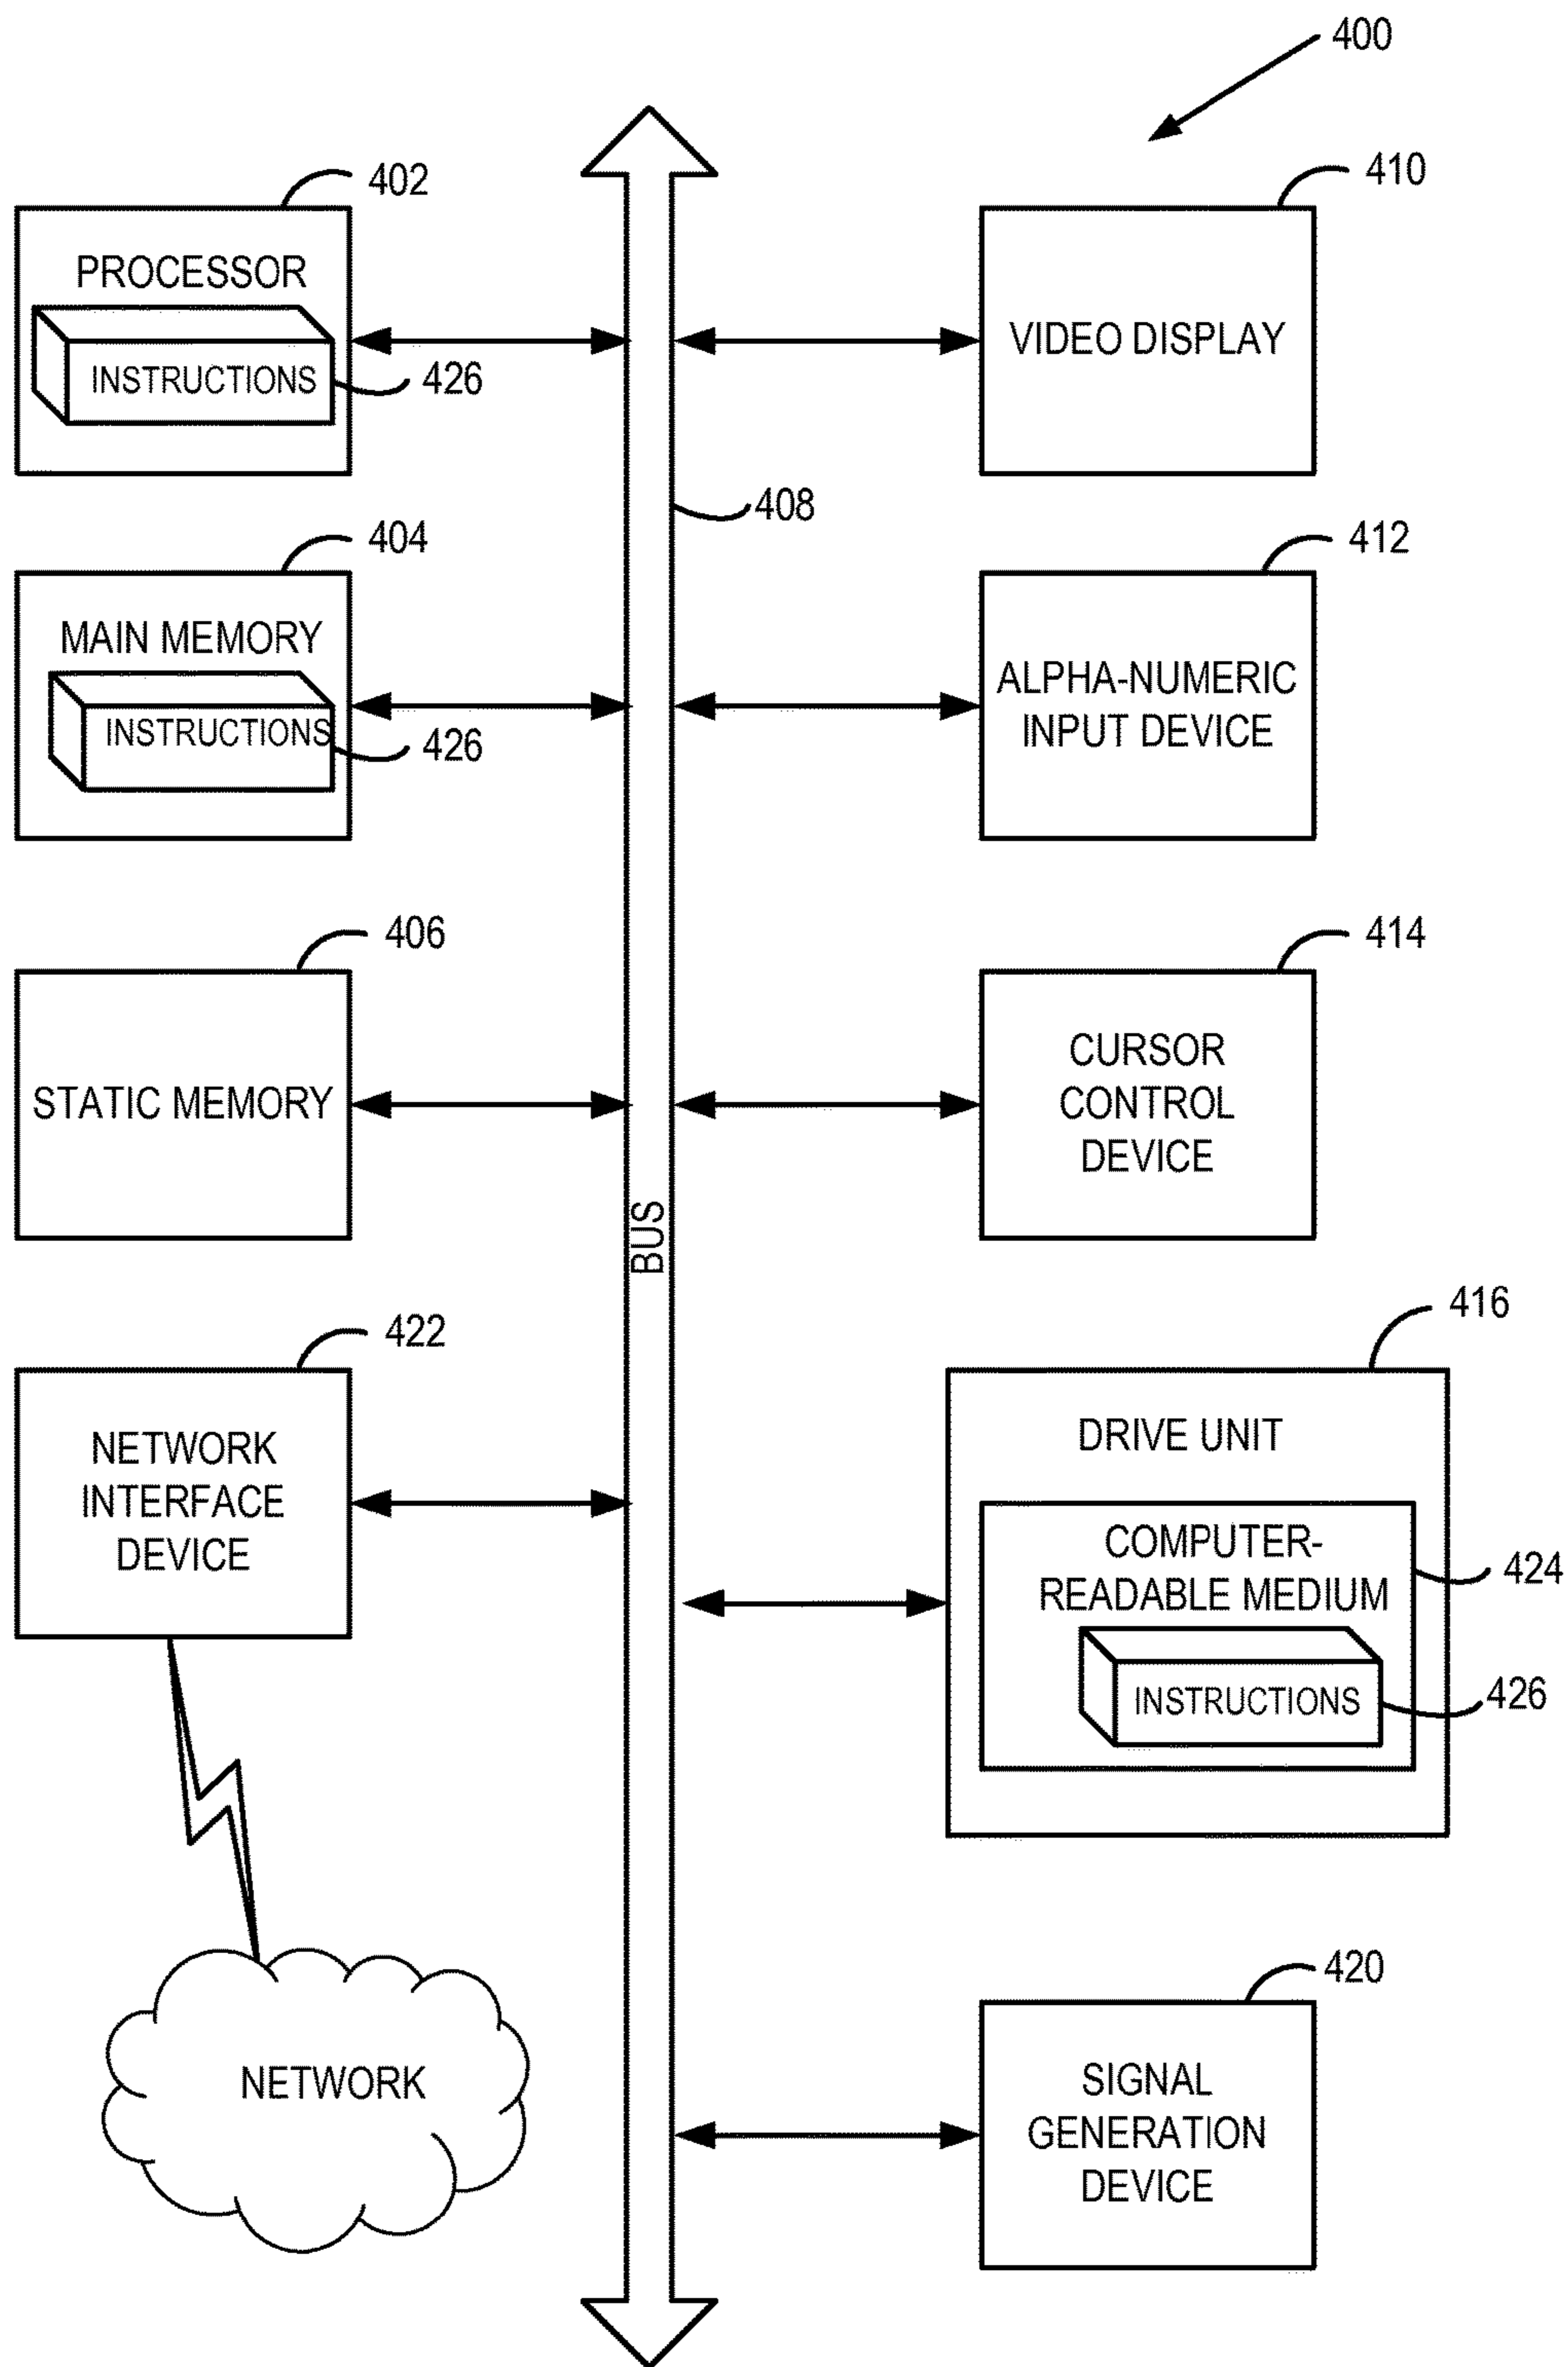 400
402
PROCESSOR
INSTRUCTIONS
426
410
VIDEO DISPLAY
408
404
MAIN MEMORY
INSTRUCTIONS
426
412
ALPHA-NUMERIC
INPUT DEVICE
406
STATIC MEMORY
414
CURSOR
CONTROL
DEVICE
BUS
422
NETWORK
INTERFACE
DEVICE
416
DRIVE UNIT
COMPUTER-
READABLE MEDIUM
424
INSTRUCTIONS
426
NETWORK
420
SIGNAL
GENERATION
DEVICE